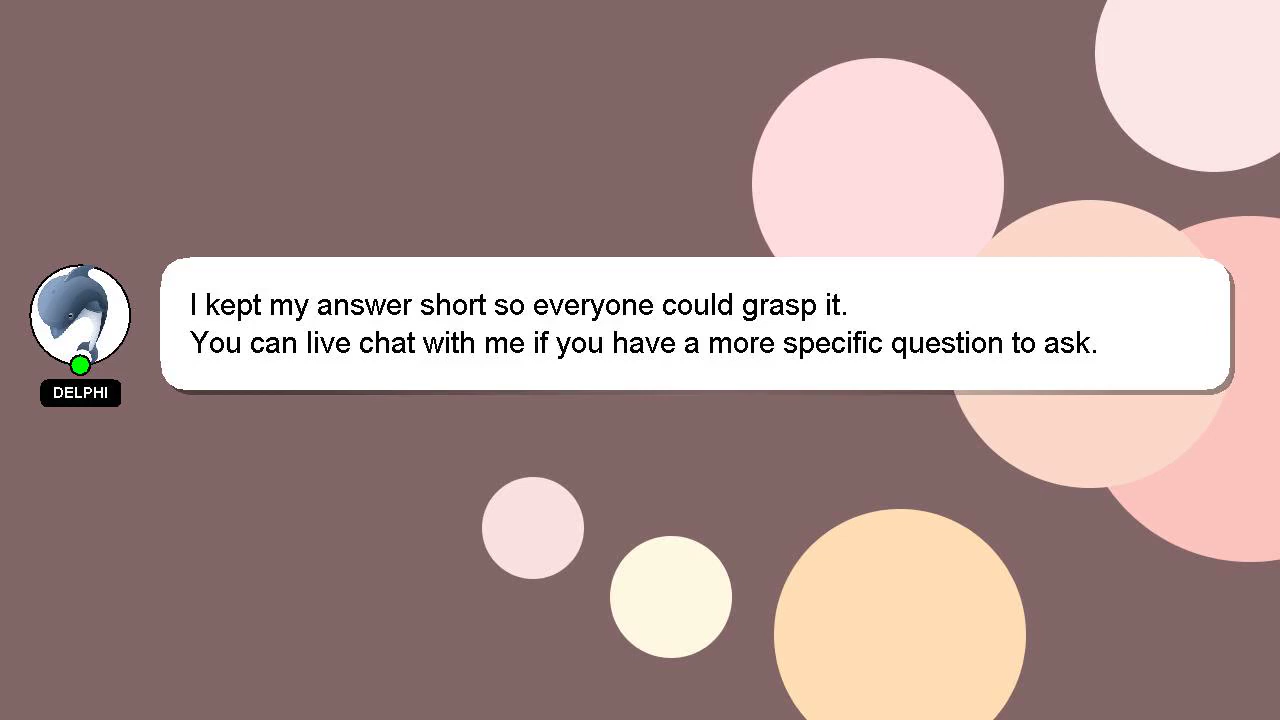 I kept my answer short so everyone could grasp it.
You can live chat with me if you have a more specific question to ask.
DELPHI